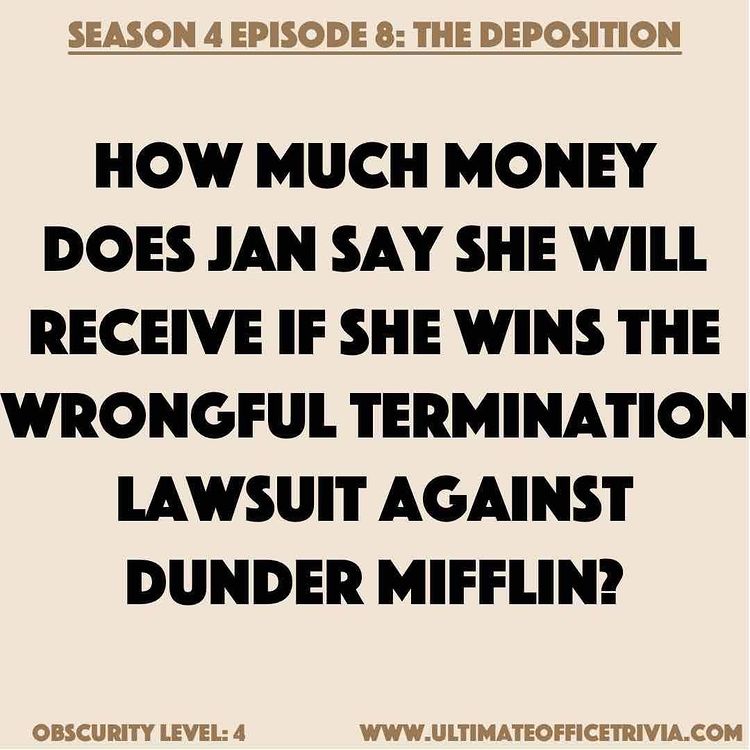 SEASON 4 EPISODE 8: THE DEPOSITION
HOW MUCH MONEY
DOES JAN SAY SHE WILL
RECEIVE IF SHE WINS THE
WRONGFUL TERMINATION
LAWSUIT AGAINST
DUNDER MIFFLIN?
OBSCURITY LEVEL: 4
WWW.ULTIMATEOFFICETRIVIA.COM